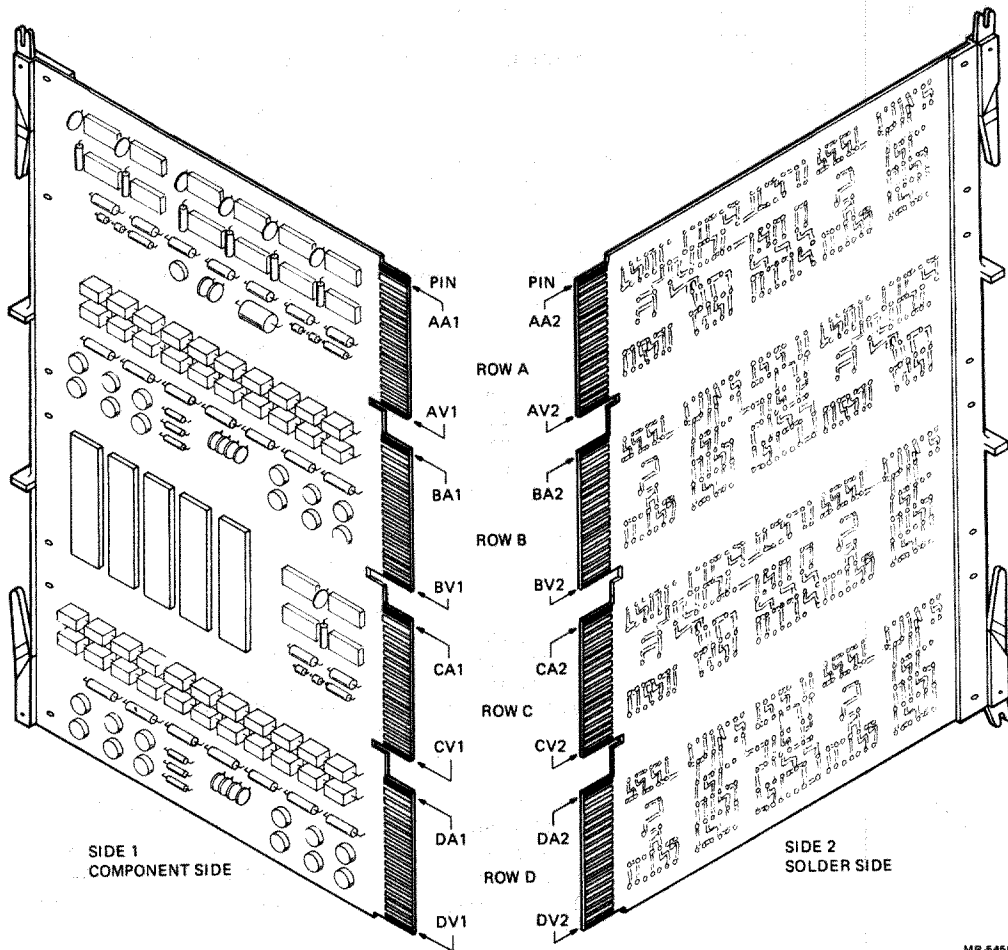 PIN
AA1
PIN
AA2
ROW A
AV1
AV2
BA1
BA2
ROW B
BV1
BV2
CA1
CA2
ROW C
CV1
CV2
DA1
DA2
SIDE 1
COMPONENT SIDE
SIDE 2
SOLDER SIDE
ROW D
DV1
DV2